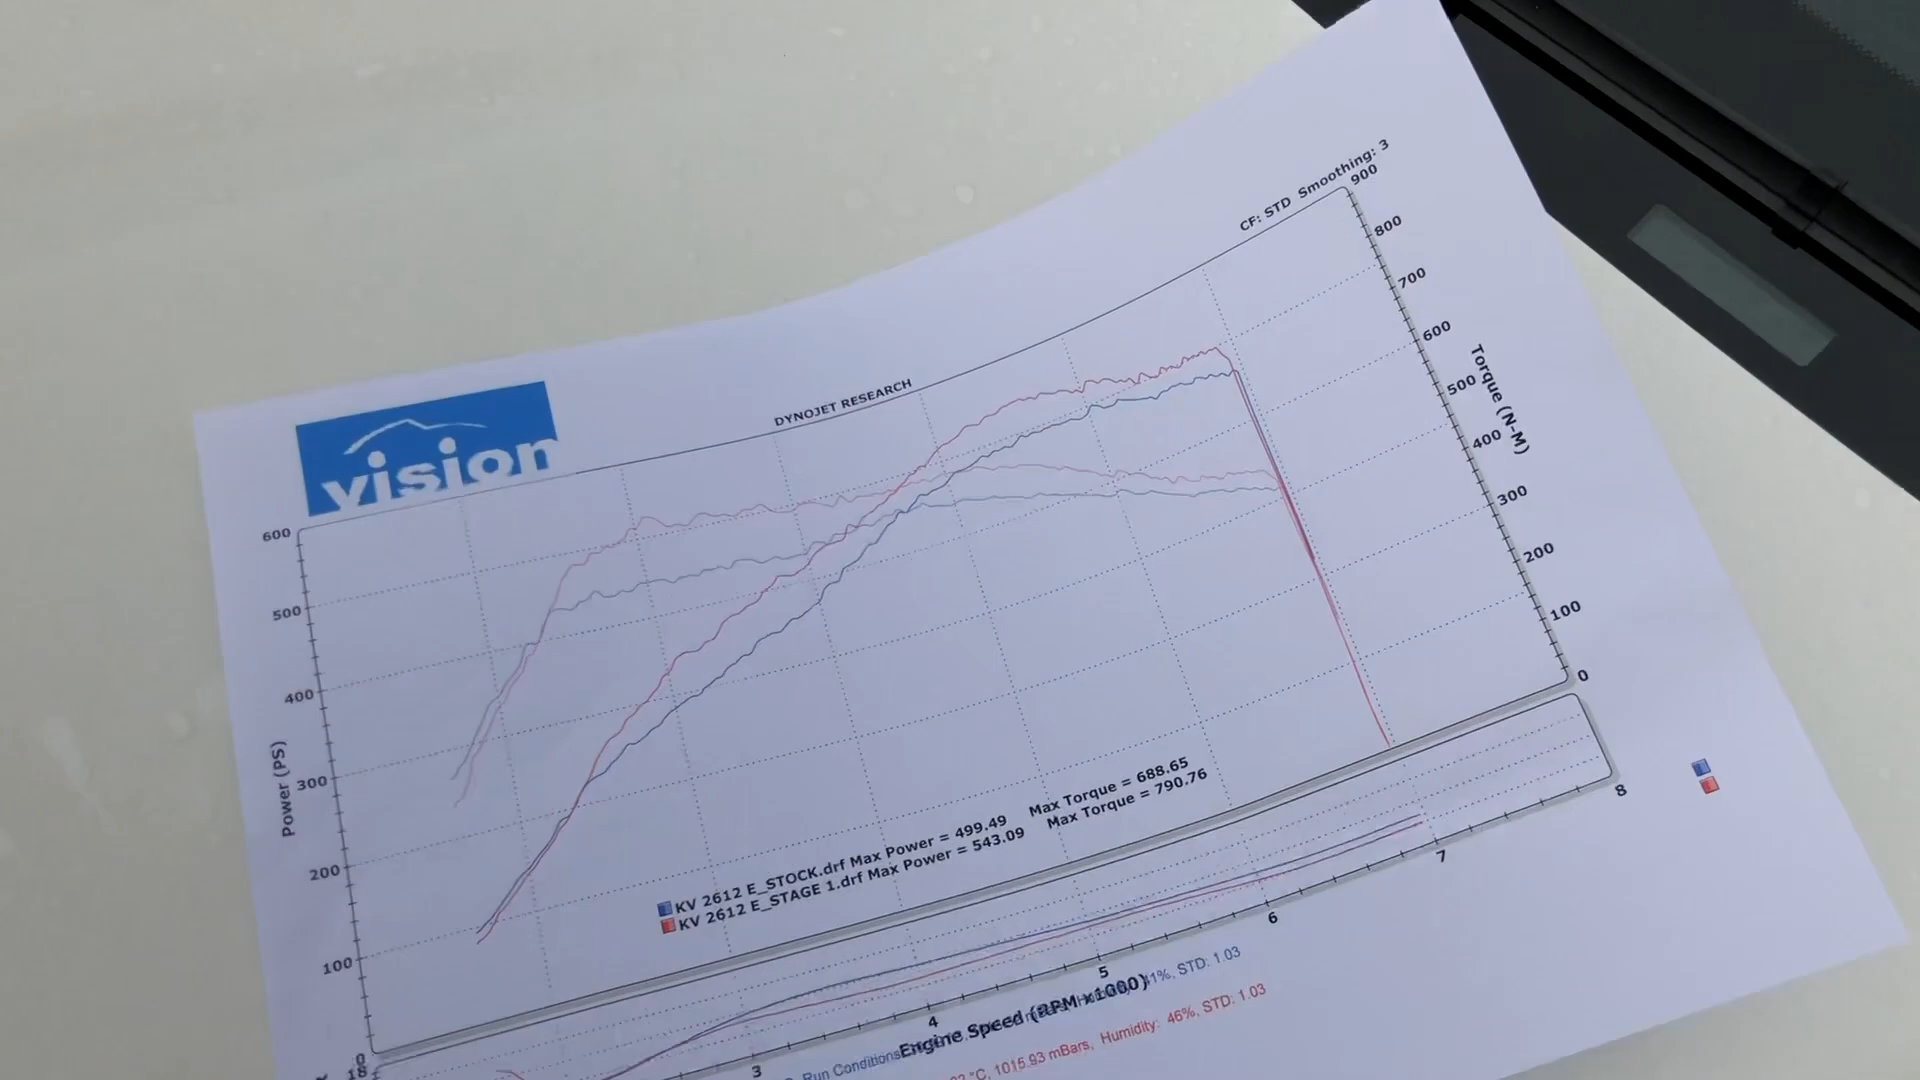 CF: STD Smoothing: 3
DYNOJET RESEARCH
vision
600
500
400
300
200
100
0
Power (PS)
900
800
700
600
500
400
300
200
100
0
Torque (N-M)
KV 2612 E_STOCK.drf Max Power = 499.49 Max Torque = 688.65
KV 2612 E_STAGE 1.drf Max Power = 543.09 Max Torque = 790.76
18
3
4
5
6
7
8
Engine Speed (RPM x1000)
Run Conditions 41%, STD: 1.03
°C, 1015.93 mBars, Humidity: 46%, STD: 1.03